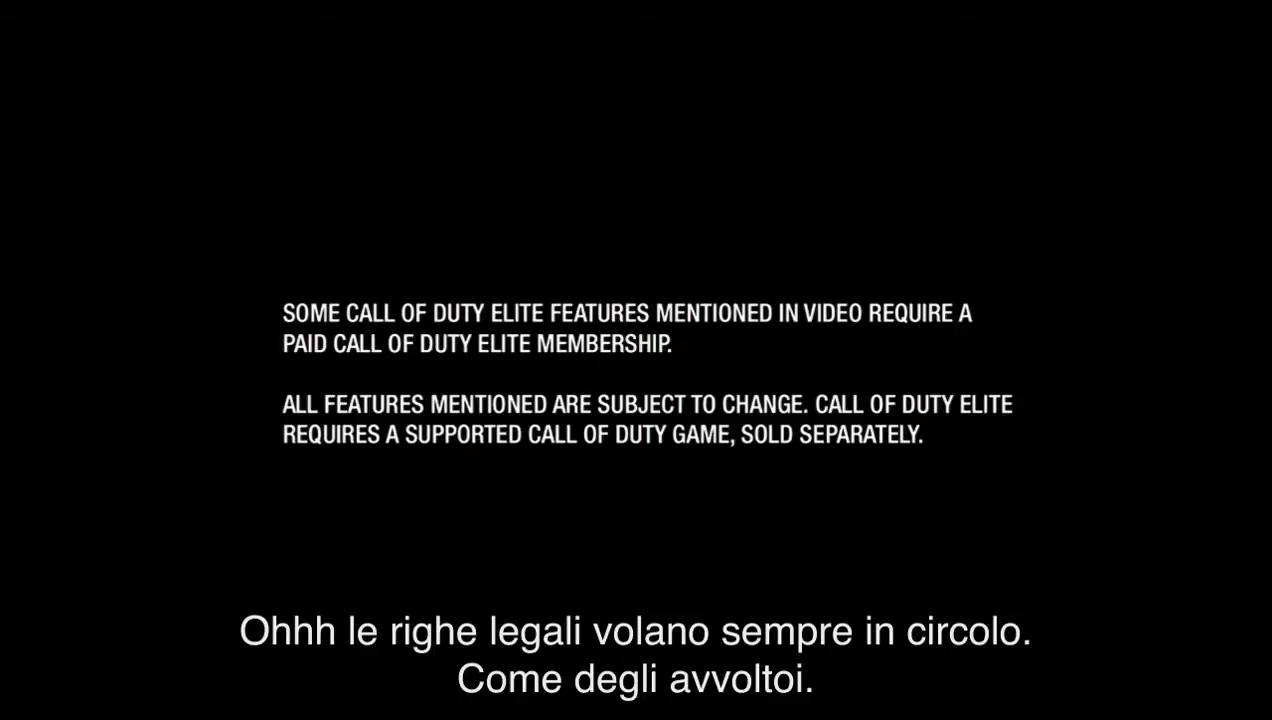 SOME CALL OF DUTY ELITE FEATURES MENTIONED IN VIDEO REQUIRE A
PAID CALL OF DUTY ELITE MEMBERSHIP.
ALL FEATURES MENTIONED ARE SUBJECT TO CHANGE. CALL OF DUTY ELITE
REQUIRES A SUPPORTED CALL OF DUTY GAME, SOLD SEPARATELY.
Ohhh le righe legali volano sempre in circolo.
Come degli avvoltoi.